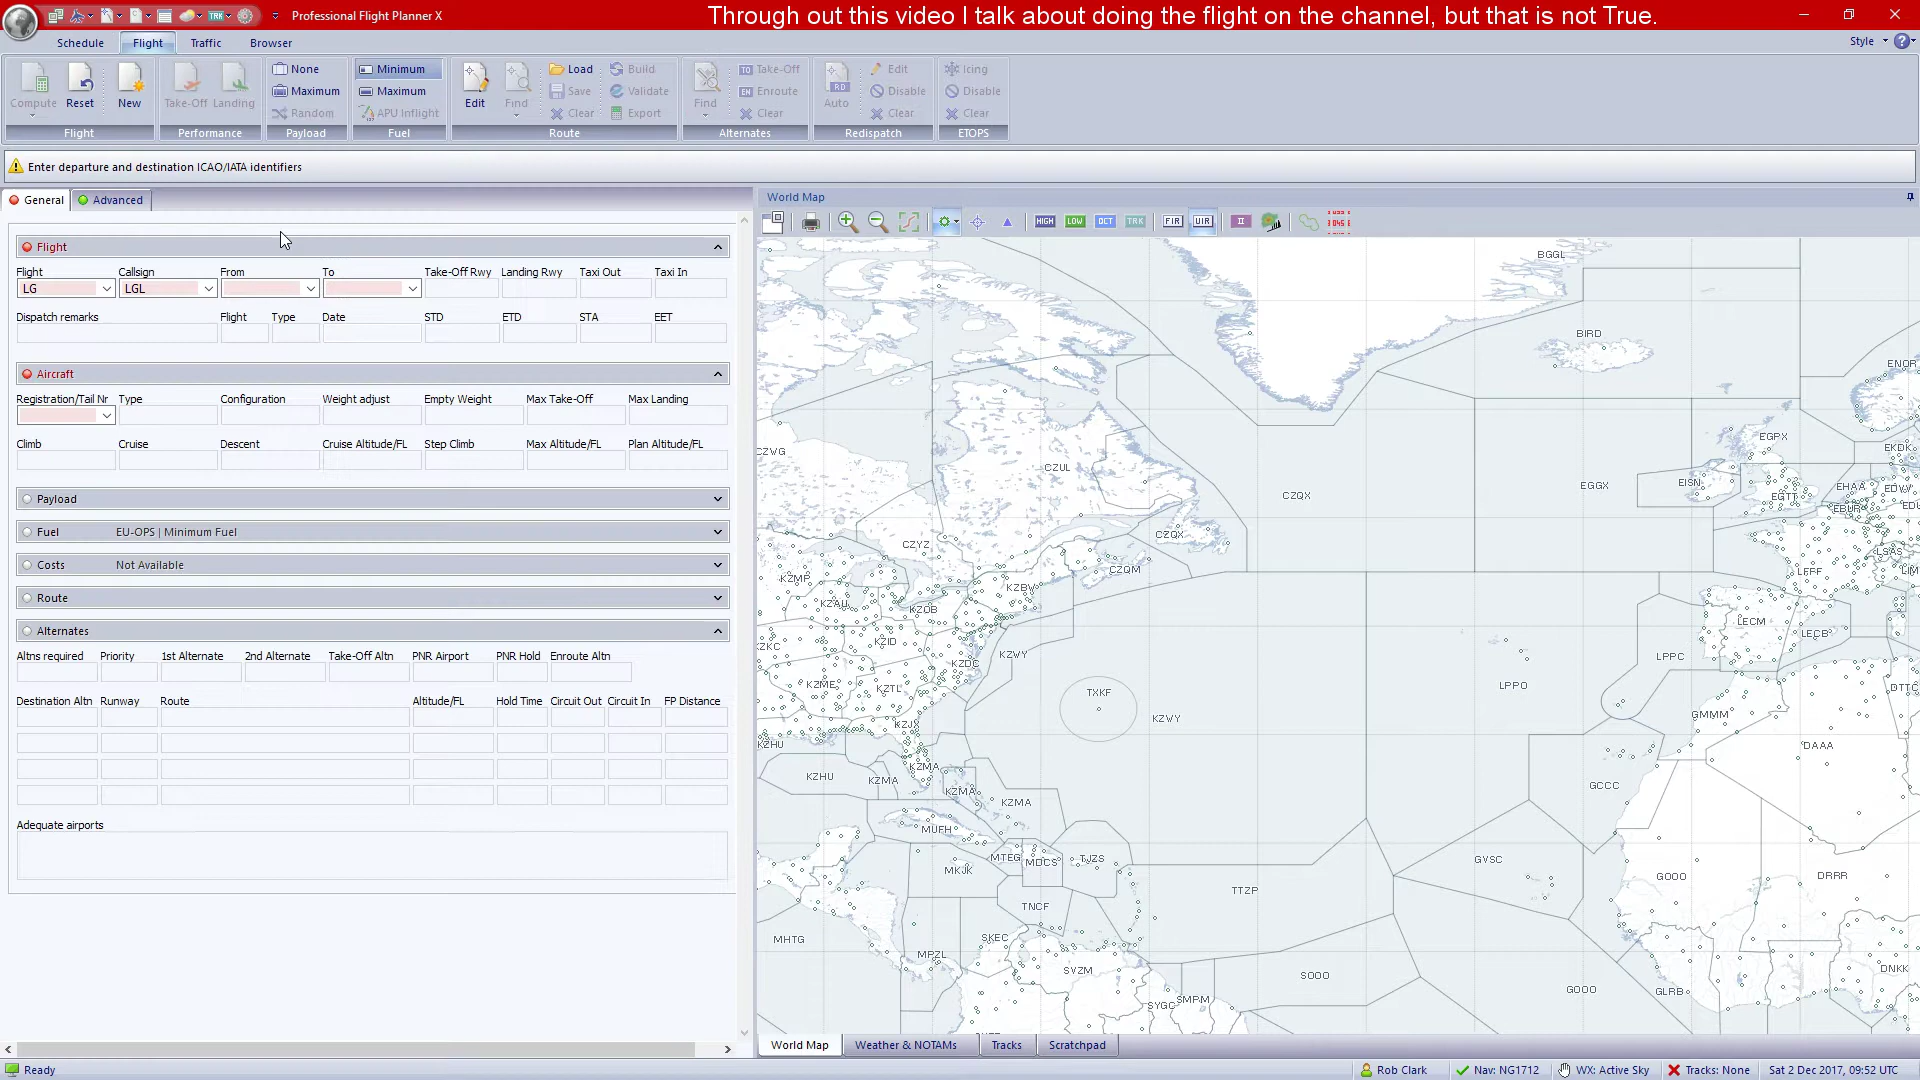 TRK
Professional Flight Planner X
Through out this video I talk about doing the flight on the channel, but that is not True.
Schedule
Flight
Traffic
Browser
Style
Compute
Reset
New
Flight
Take-Off
Landing
Performance
None
Maximum
Random
Payload
Minimum
Maximum
APU Inflight
Fuel
Edit
Find
Load
Save
Clear
Build
Validate
Export
Route
Find
TO Take-Off
EN Enroute
Clear
Alternates
RD
Auto
Edit
Disable
Clear
Redispatch
Icing
Disable
Clear
ETOPS
Enter departure and destination ICAO/IATA identifiers
General
Advanced
Flight
Flight Callsign From To Take-Off Rwy Landing Rwy Taxi Out Taxi In
LG LGL
Dispatch remarks Flight Type Date STD ETD STA EET
Aircraft
Registration/Tail Nr Type Configuration Weight adjust Empty Weight Max Take-Off Max Landing
Climb Cruise Descent Cruise Altitude/FL Step Climb Max Altitude/FL Plan Altitude/FL
Payload
Fuel EU-OPS | Minimum Fuel
Costs Not Available
Route
Alternates
Altns required Priority 1st Alternate 2nd Alternate Take-Off Altn PNR Airport PNR Hold Enroute Altn
Destination Altn Runway Route Altitude/FL Hold Time Circuit Out Circuit In FP Distance
Adequate airports
World Map
HIGH LOW OCT TRK FIR UIR
BGGL
BIRD
ENOR
CZWG
CZUL
EGPX
EKDK
CZQX
EGGX
EISN
EGTT
EHAA
EDVV
EBUR
EDU
CZYZ
CZQX
CZQM
LSAS
LFFF
LIM
KZMP
KZBW
KZAU
KZOB
LECM
LECB
KZID
KZKC
KZWY
KZDC
LPPC
LPPO
KZME
KZTL
TXKF
KZWY
DTTC
GMMM
KZJX
KZHU
DAAA
KZMA
KZHU
KZMA
GCCC
KZMA
KZMA
MUFH
MTEG
MDCS
TJZS
GVSC
MKJK
GOOO
DRRR
TTZP
TNCF
MHTG
SKEC
MPZL
SVZM
SOOO
DNKK
GOOO
GLRB
SYGC
SMPM
World Map
Weather & NOTAMs
Tracks
Scratchpad
Ready
Rob Clark
Nav: NG1712
WX: Active Sky
Tracks: None
Sat 2 Dec 2017, 09:52 UTC